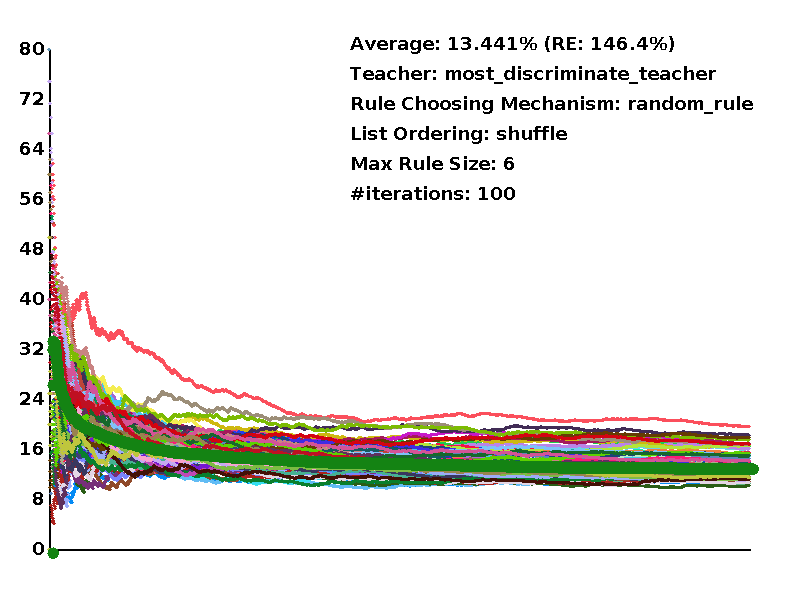 Average: 13.441% (RE: 146.4%)
Teacher: most_discriminate_teacher
Rule Choosing Mechanism: random_rule
List Ordering: shuffle
Max Rule Size: 6
#iterations: 100
80
72
64
56
48
40
32
24
16
8
0